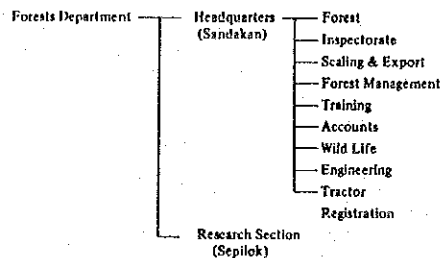 Forests Department Headquarters Forest
(Sandakan) Inspectorate
Scaling & Export
Forest Management
Training
Accounts
Wild Life
Engineering
Tractor
Registration
Research Section
(Sepilok)